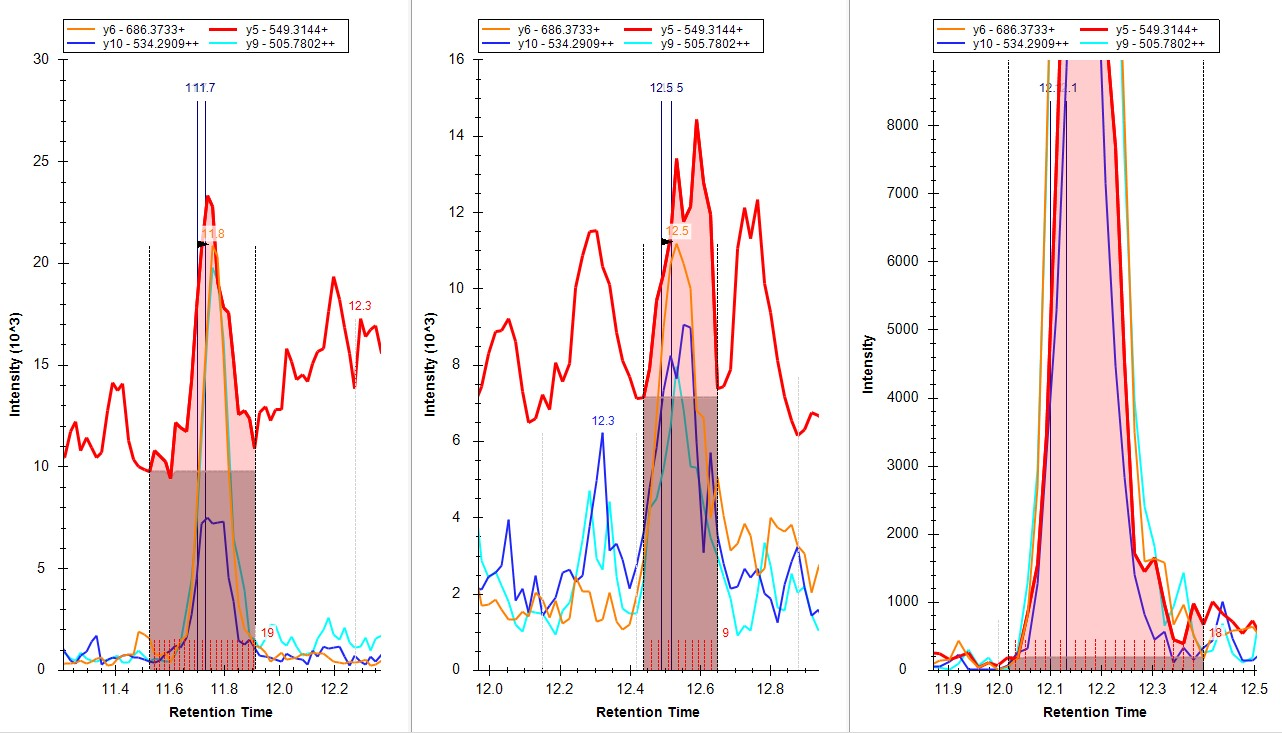 y6 - 686.3733+ y5 - 549.3144+
y10 - 534.2909++ y9 - 505.7802++
30
25
20
15
10
5
0
Intensity (10^3)
111.7
11.8
12.3
19
11.4 11.6 11.8 12.0 12.2
Retention Time
y6 - 686.3733+ y5 - 549.3144+
y10 - 534.2909++ y9 - 505.7802++
16
14
12
10
8
6
4
2
0
Intensity (10^3)
12.5 5
12.5
12.3
9
12.0 12.2 12.4 12.6 12.8
Retention Time
y6 - 686.3733+ y5 - 549.3144+
y10 - 534.2909++ y9 - 505.7802++
8000
7000
6000
5000
4000
3000
2000
1000
0
Intensity
18
11.9 12.0 12.1 12.2 12.3 12.4 12.5
Retention Time